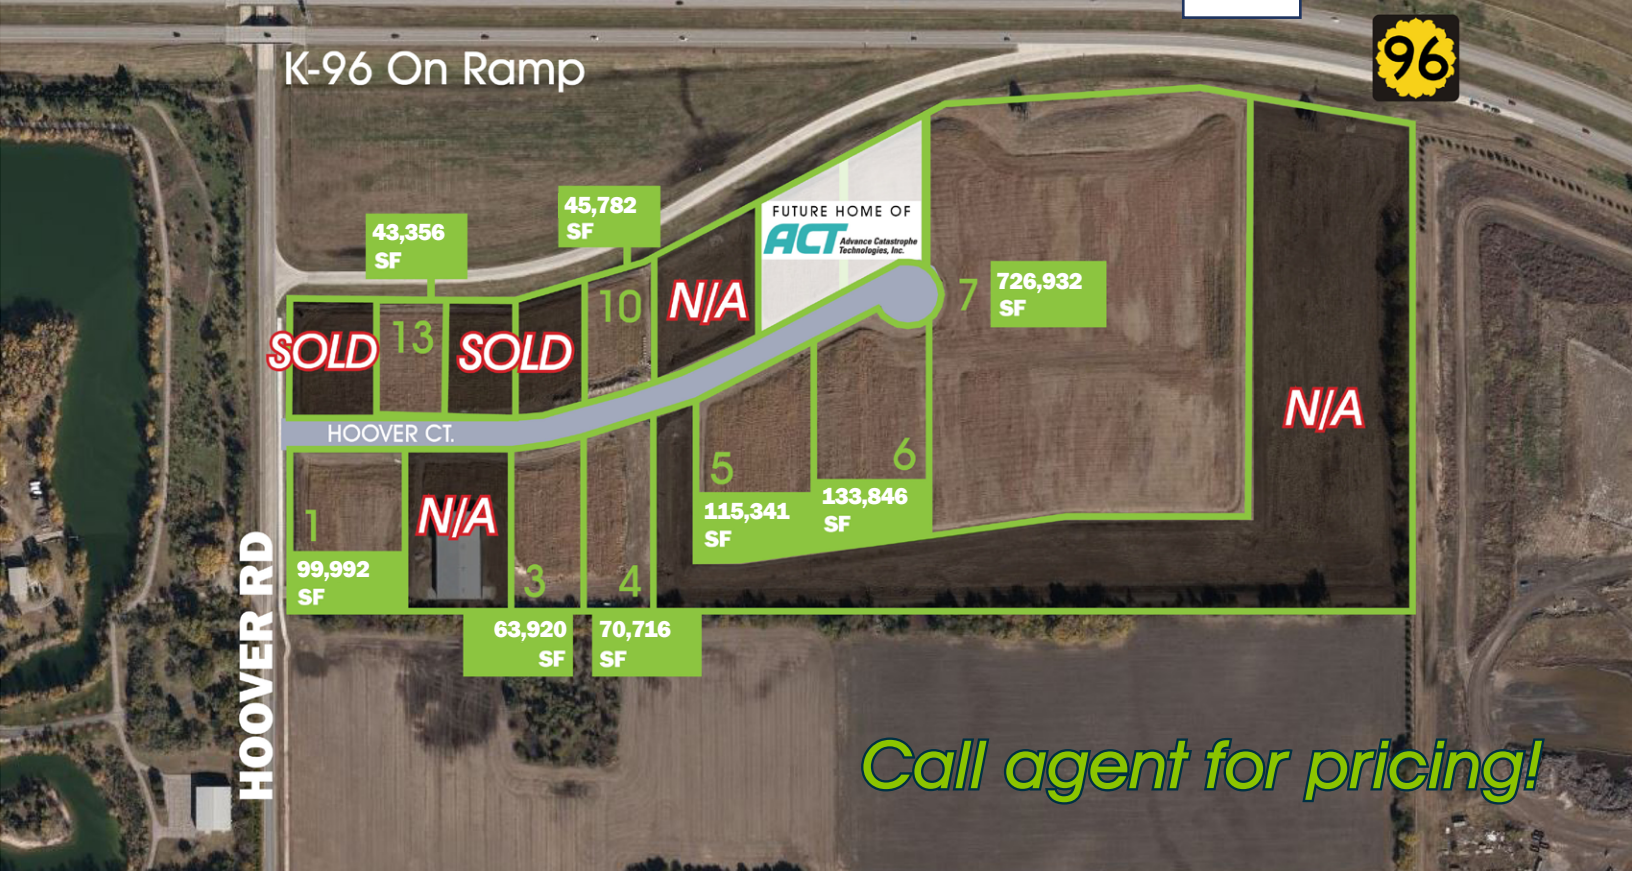 K-96 On Ramp
96
45,782
SF
43,356
SF
FUTURE HOME OF
ACT Advance Catastrophe
Technologies, Inc.
7
726,932
SF
10
N/A
SOLD
13
SOLD
N/A
HOOVER CT.
5
115,341
SF
6
133,846
SF
1
99,992
SF
N/A
3
63,920
SF
4
70,716
SF
HOOVER RD
Call agent for pricing!